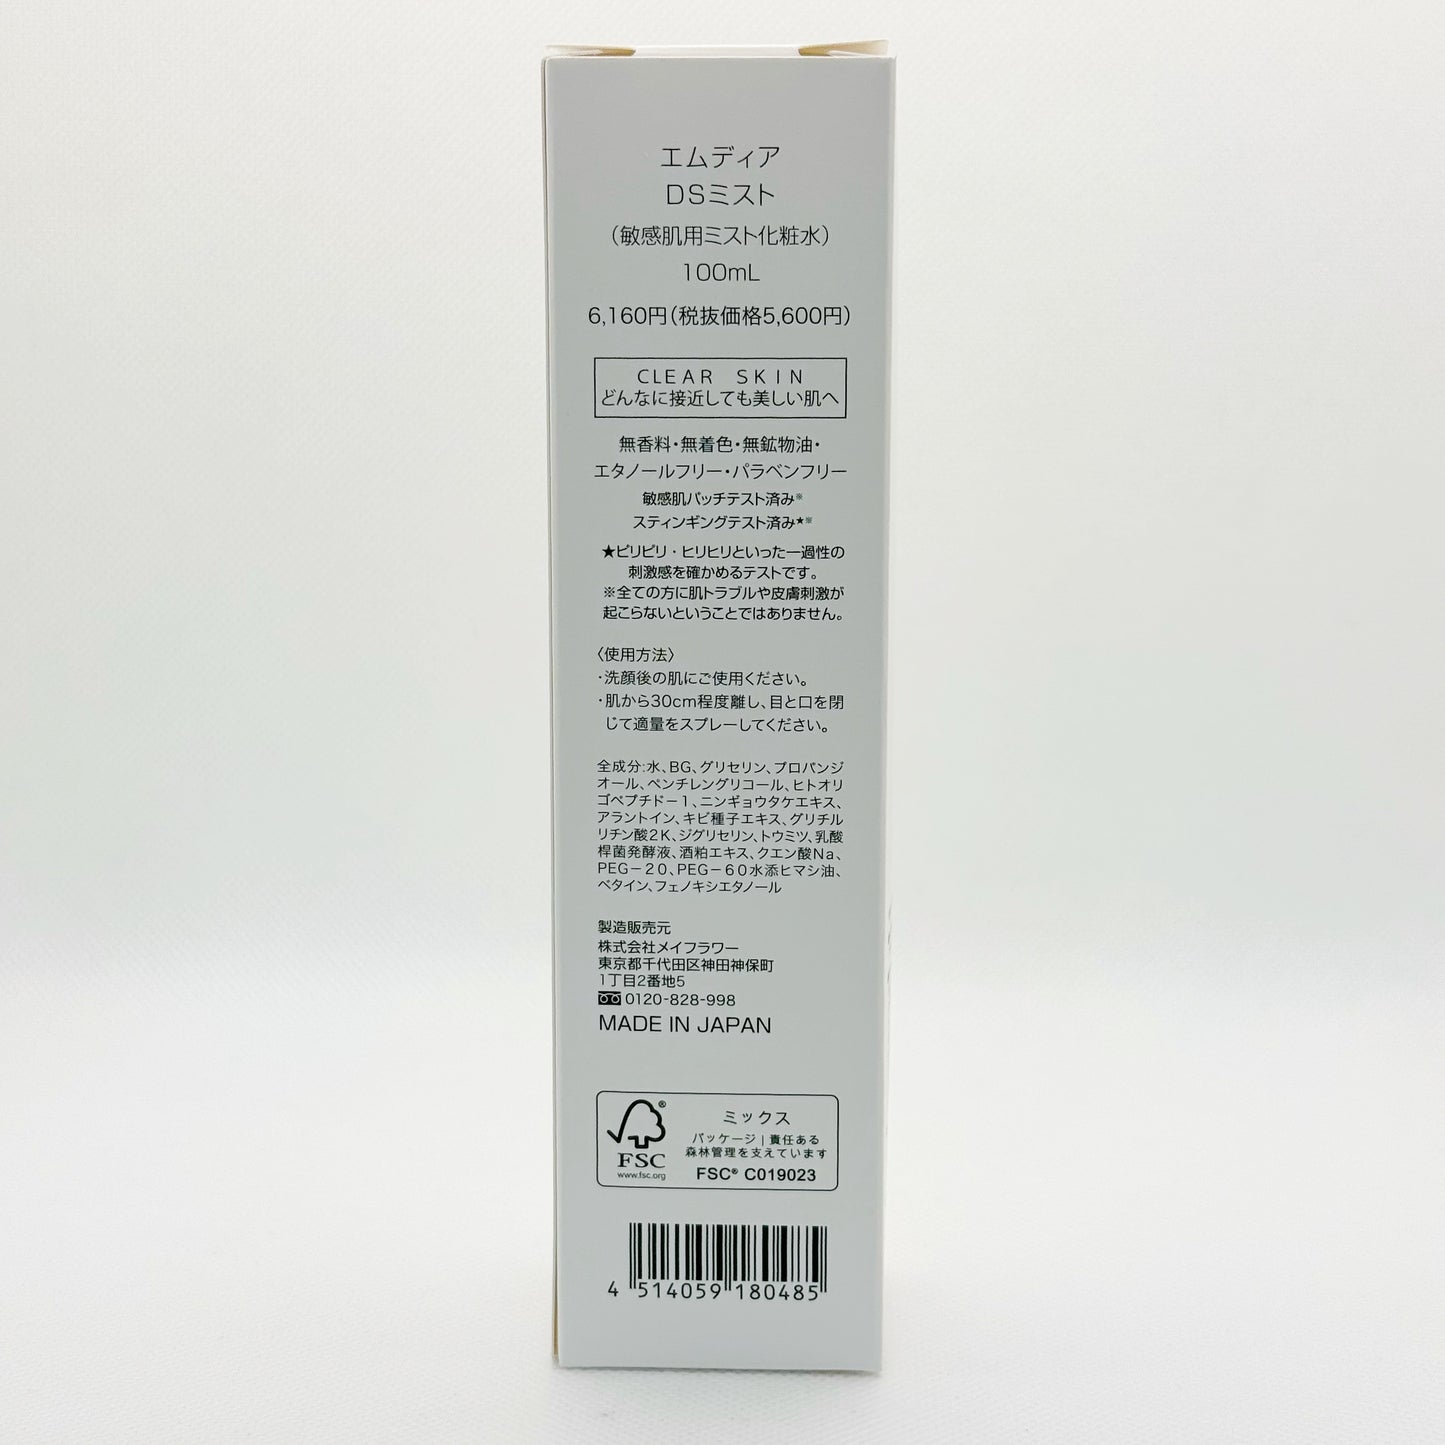 エムディア
DSミスト
（敏感肌用ミスト化粧水）
100mL
6,160円（税抜価格5,600円）
CLEAR SKIN
どんなに接近しても美しい肌へ
無香料・無着色・無鉱物油・
エタノールフリー・パラベンフリー
敏感肌パッチテスト済み※
スティンギングテスト済み★※
★ピリピリ・ヒリヒリといった一過性の
刺激感を確かめるテストです。
※全ての方に肌トラブルや皮膚刺激が
起こらないということではありません。
〈使用方法〉
・洗顔後の肌にご使用ください。
・肌から30cm程度離し、目と口を閉
じて適量をスプレーしてください。
全成分：水、BG、グリセリン、プロパンジ
オール、ペンチレングリコール、ヒトオリ
ゴペプチド－1、ニンギョウタケエキス、
アラントイン、キビ種子エキス、グリチル
リチン酸2K、ジグリセリン、トウミツ、乳酸
桿菌発酵液、酒粕エキス、クエン酸Na、
PEG－20、PEG－60水添ヒマシ油、
ベタイン、フェノキシエタノール
製造販売元
株式会社メイフラワー
東京都千代田区神田神保町
1丁目2番地5
0120-828-998
MADE IN JAPAN
®
FSC
www.fsc.org
ミックス
パッケージ｜責任ある
森林管理を支えています
FSC® C019023
4 514059 180485